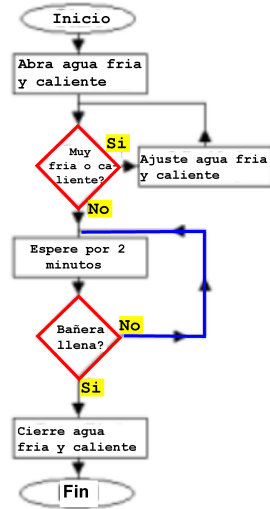 Inicio
Abra agua fria
y caliente
Muy
fria o ca-
liente?
Si
Ajuste agua fria
y caliente
No
Espere por 2
minutos
Bañera
llena?
No
Si
Cierre agua
fria y caliente
Fin